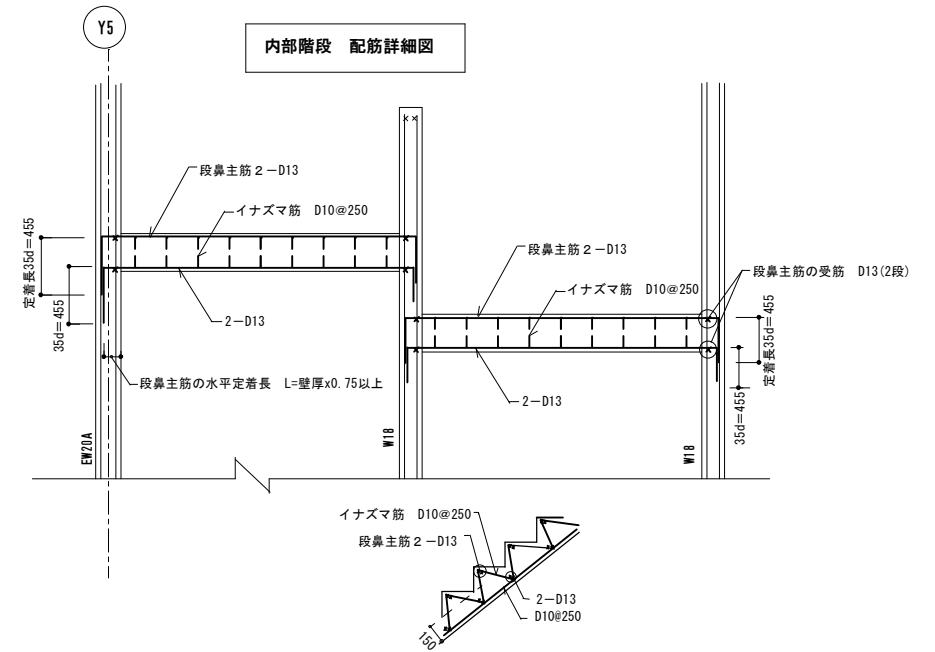 Y5
内部階段　配筋詳細図
段鼻主筋２－D13
イナズマ筋　D10@250
定着長35d＝455
35d＝455
2－D13
段鼻主筋の水平定着長　L=壁厚x0.75以上
段鼻主筋２－D13
イナズマ筋　D10@250
段鼻主筋の受筋　D13(2段)
定着長35d＝455
35d＝455
2－D13
EW20A
W18
W18
イナズマ筋　D10@250
段鼻主筋２－D13
2－D13
D10@250
150